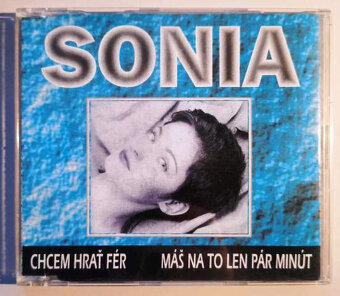 SONIA
CHCEM HRAŤ FÉR MÁŠ NA TO LEN PÁR MINÚT